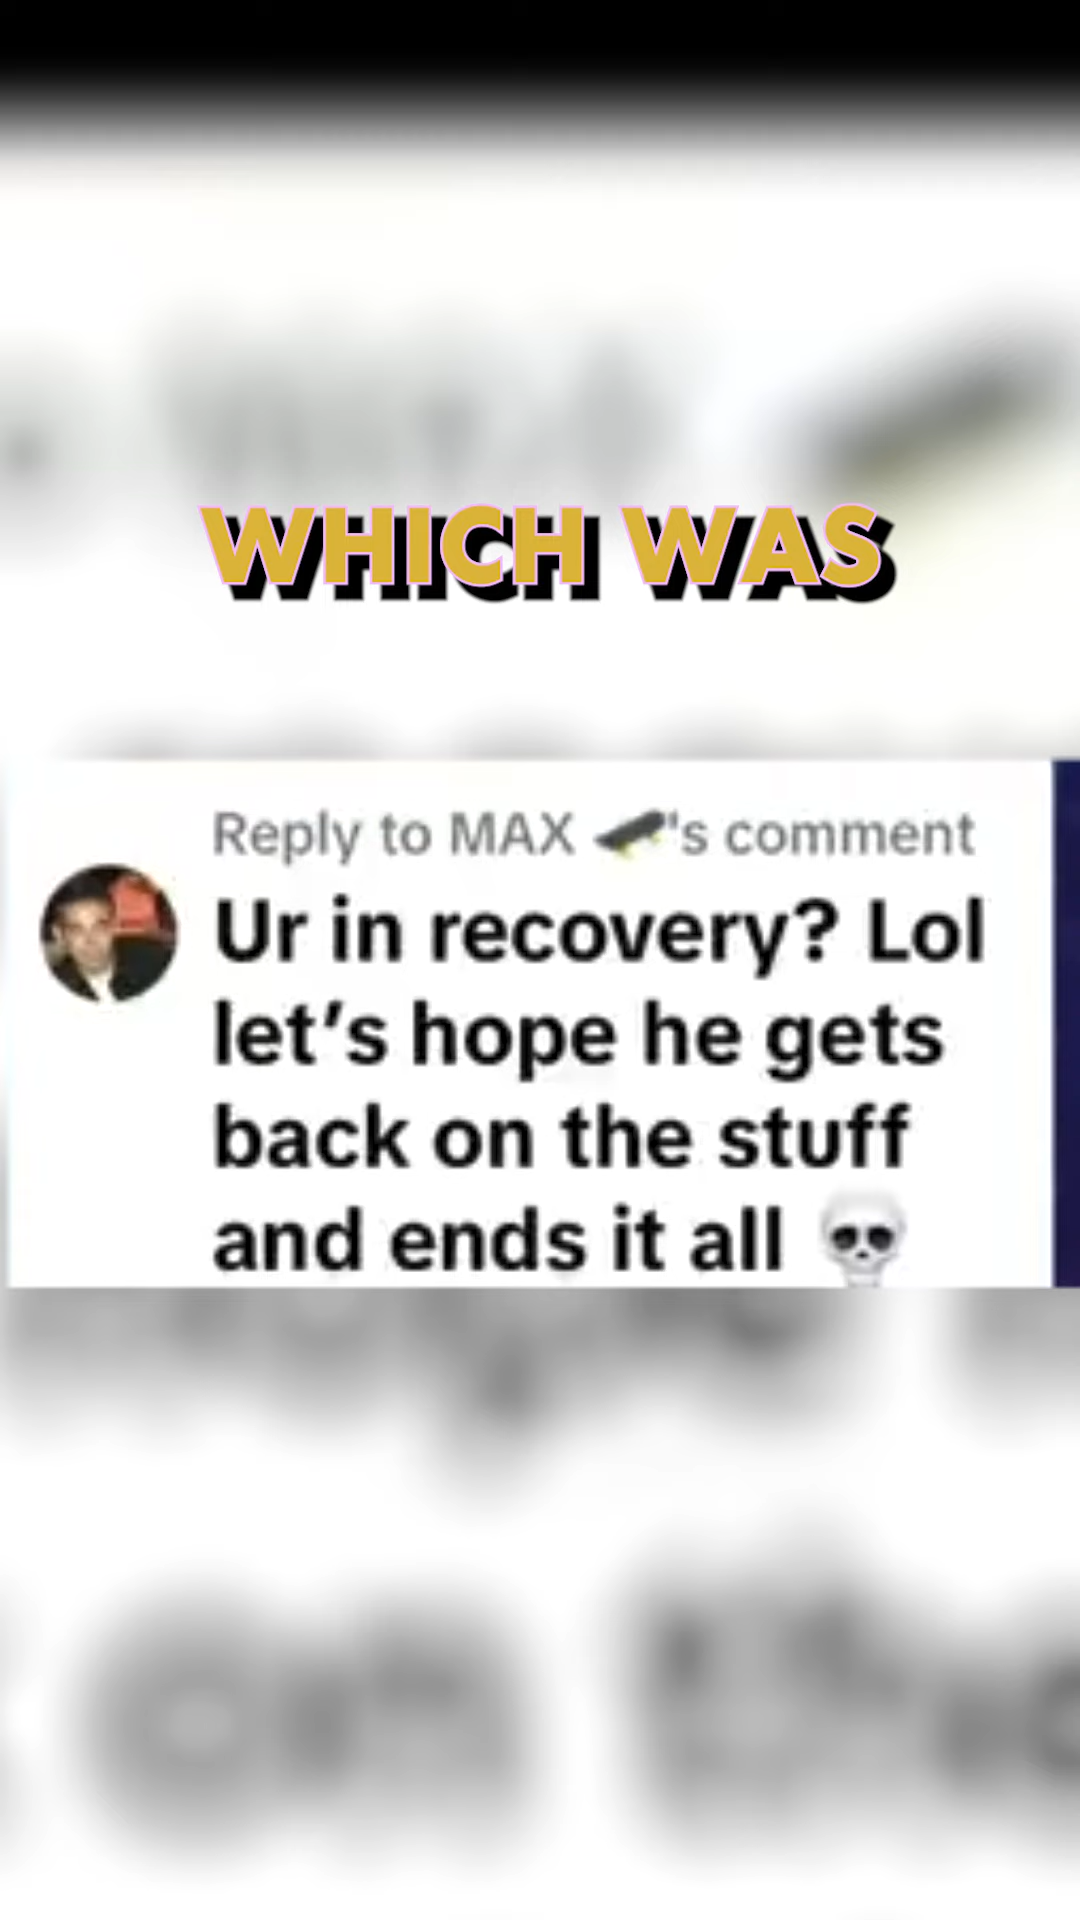 WHICH WAS
Reply to MAX 🛹's comment
Ur in recovery? Lol
let's hope he gets
back on the stuff
and ends it all 💀